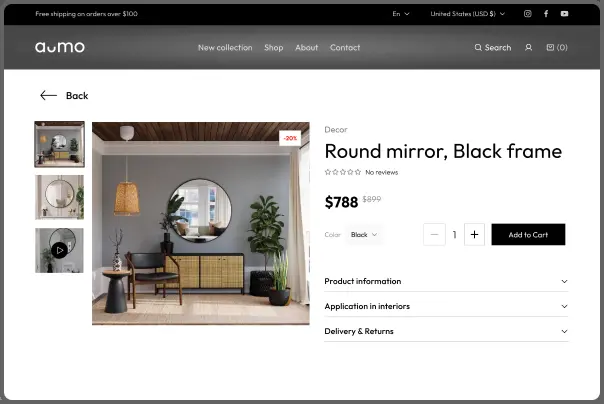 Free shipping on orders over $100
En
United States (USD $)
aumo
New collection
Shop
About
Contact
Search
(0)
Back
-20%
Decor
Round mirror, Black frame
No reviews
$788 $899
Color
Black
1
Add to Cart
Product information
Application in interiors
Delivery & Returns